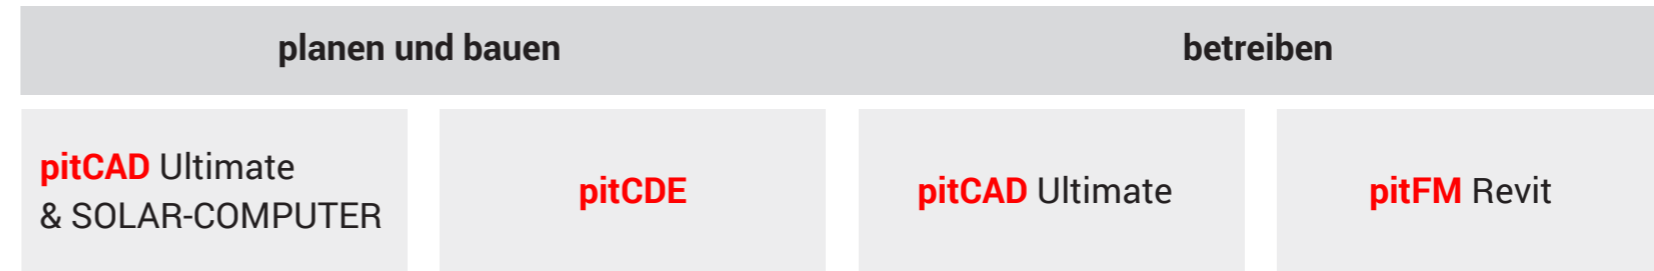 planen und bauen
betreiben
pitCAD Ultimate
& SOLAR-COMPUTER
pitCDE
pitCAD Ultimate
pitFM Revit